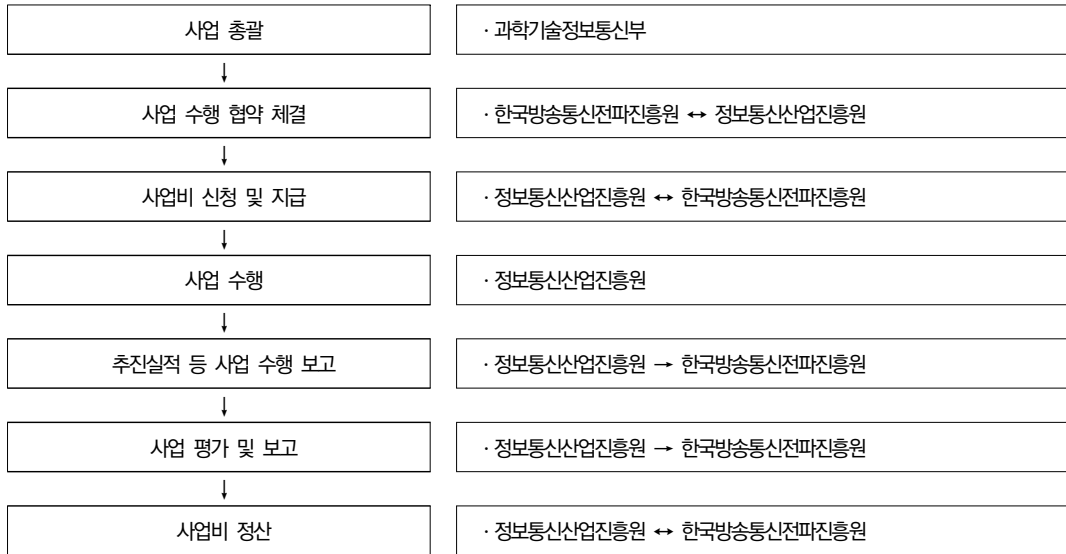 사업 총괄
· 과학기술정보통신부
↓
사업 수행 협약 체결
· 한국방송통신전파진흥원 ↔ 정보통신산업진흥원
↓
사업비 신청 및 지급
· 정보통신산업진흥원 ↔ 한국방송통신전파진흥원
↓
사업 수행
· 정보통신산업진흥원
↓
추진실적 등 사업 수행 보고
· 정보통신산업진흥원 → 한국방송통신전파진흥원
↓
사업 평가 및 보고
· 정보통신산업진흥원 → 한국방송통신전파진흥원
↓
사업비 정산
· 정보통신산업진흥원 ↔ 한국방송통신전파진흥원